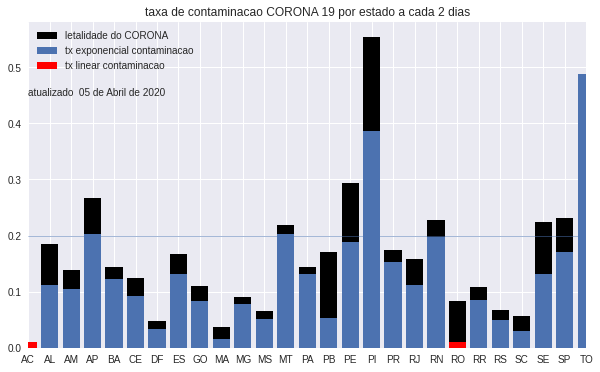 taxa de contaminacao CORONA 19 por estado a cada 2 dias
letalidade do CORONA
tx exponencial contaminacao
tx linear contaminacao
atualizado  05 de Abril de 2020
0.5
0.4
0.3
0.2
0.1
0.0
AC AL AM AP BA CE DF ES GO MA MG MS MT PA PB PE PI PR RJ RN RO RR RS SC SE SP TO